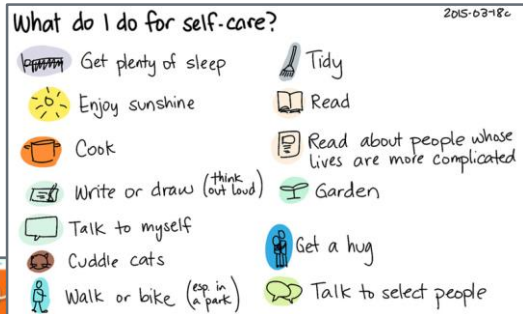 What do I do for self-care?
2015-03-18c
Get plenty of sleep
Enjoy sunshine
Cook
Write or draw (think out loud)
Talk to myself
Cuddle cats
Walk or bike (esp. in a park)
Tidy
Read
Read about people whose
lives are more complicated
Garden
Get a hug
Talk to select people